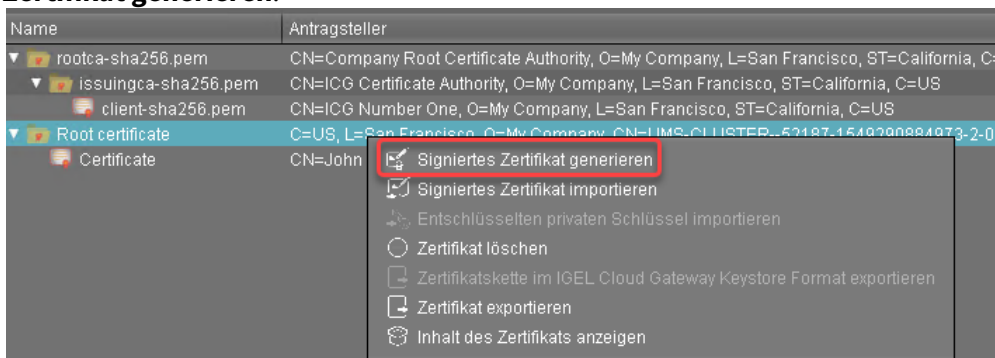 Zertifikat generieren.
Name Antragsteller
rootca-sha256.pem CN=Company Root Certificate Authority, O=My Company, L=San Francisco, ST=California, C=
issuingca-sha256.pem CN=ICG Certificate Authority, O=My Company, L=San Francisco, ST=California, C=US
client-sha256.pem CN=ICG Number One, O=My Company, L=San Francisco, ST=California, C=US
Root certificate C=US, L=San Francisco, O=My Company, CN=UMS-CLUSTER--52187-1549290884973-2-0
Certificate CN=John
Signiertes Zertifikat generieren
Signiertes Zertifikat importieren
Entschlüsselten privaten Schlüssel importieren
Zertifikat löschen
Zertifikatskette im IGEL Cloud Gateway Keystore Format exportieren
Zertifikat exportieren
Inhalt des Zertifikats anzeigen